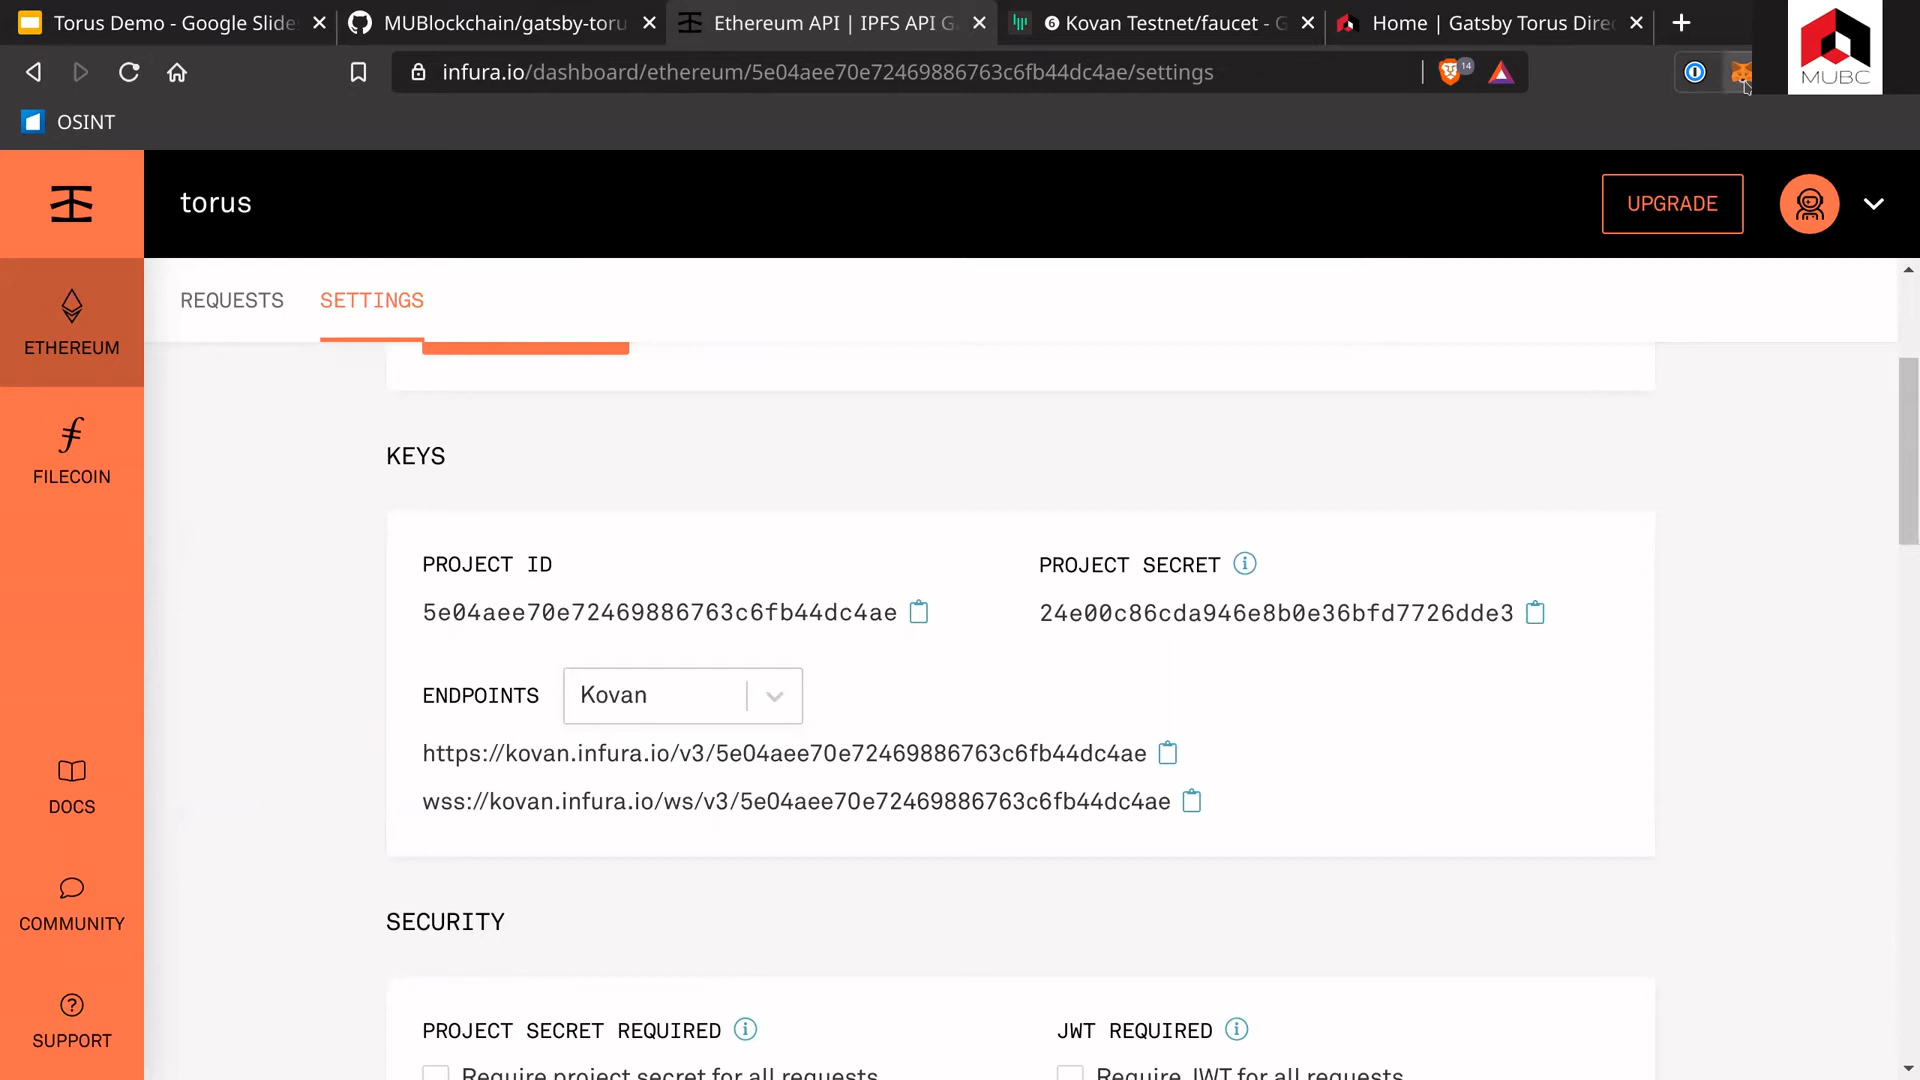 Torus Demo - Google Slide
MUBlockchain/gatsby-toru
Ethereum API | IPFS API G
Kovan Testnet/faucet - G
Home | Gatsby Torus Dire
infura.io/dashboard/ethereum/5e04aee70e72469886763c6fb44dc4ae/settings
14
MUBC
OSINT
torus
UPGRADE
REQUESTS
SETTINGS
ETHEREUM
FILECOIN
DOCS
COMMUNITY
SUPPORT
KEYS
PROJECT ID
PROJECT SECRET
5e04aee70e72469886763c6fb44dc4ae
24e00c86cda946e8b0e36bfd7726dde3
ENDPOINTS
Kovan
https://kovan.infura.io/v3/5e04aee70e72469886763c6fb44dc4ae
wss://kovan.infura.io/ws/v3/5e04aee70e72469886763c6fb44dc4ae
SECURITY
PROJECT SECRET REQUIRED
JWT REQUIRED
Require project secret for all requests
Require JWT for all requests